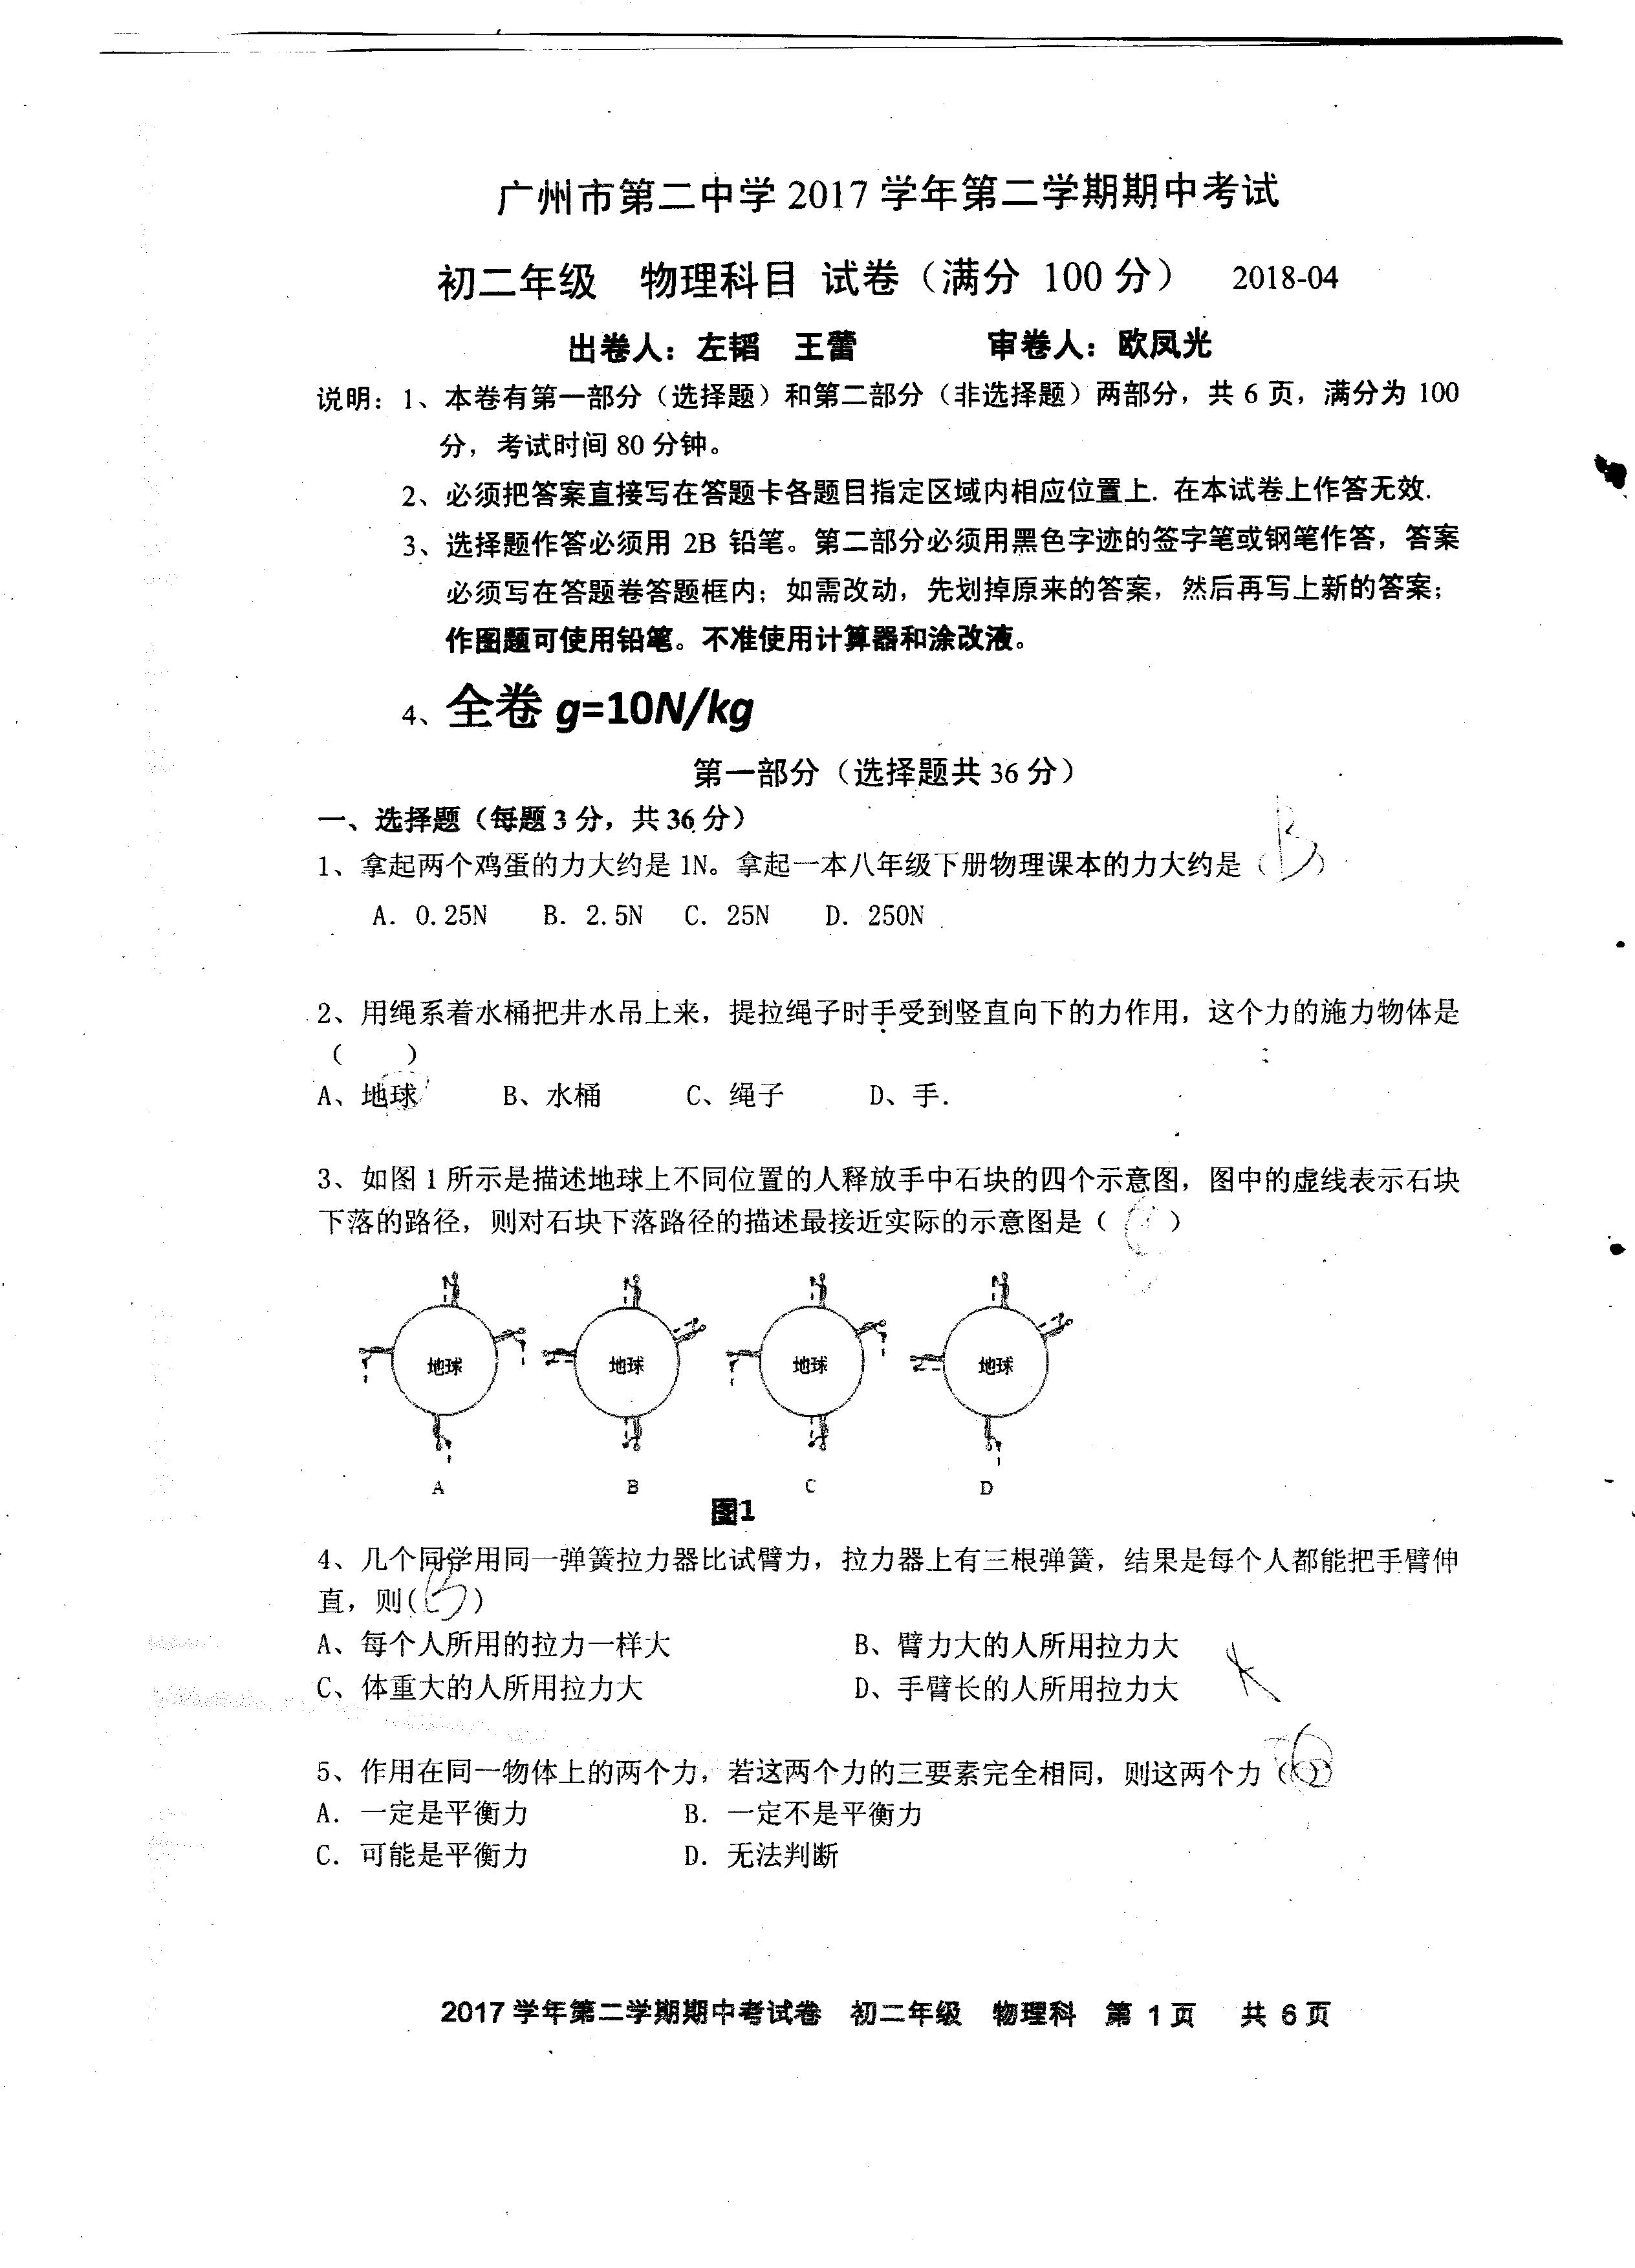 广州市第二中学 2017 学年第二学期期中考试
初二年级 物理科目 试卷（满分 100 分） 2018-04
出卷人：左韬 王蕾 审卷人：欧凤光
说明：1、本卷有第一部分（选择题）和第二部分（非选择题）两部分，共 6 页，满分为 100
分，考试时间 80 分钟。
2、必须把答案直接写在答题卡各题目指定区域内相应位置上. 在本试卷上作答无效.
3、选择题作答必须用 2B 铅笔。第二部分必须用黑色字迹的签字笔或钢笔作答，答案
必须写在答题卷答题框内；如需改动，先划掉原来的答案，然后再写上新的答案；
作图题可使用铅笔。不准使用计算器和涂改液。
4、全卷 g=10N/kg
第一部分（选择题共 36 分）
一、选择题（每题 3 分，共 36 分）
1、拿起两个鸡蛋的力大约是 1N。拿起一本八年级下册物理课本的力大约是（ B ）
A. 0.25N B. 2.5N C. 25N D. 250N
2、用绳系着水桶把井水吊上来，提拉绳子时手受到竖直向下的力作用，这个力的施力物体是
（ ）
A、地球 B、水桶 C、绳子 D、手.
3、如图 1 所示是描述地球上不同位置的人释放手中石块的四个示意图，图中的虚线表示石块
下落的路径，则对石块下落路径的描述最接近实际的示意图是（ ）
地球 地球 地球 地球
A B C D
图1
4、几个同学用同一弹簧拉力器比试臂力，拉力器上有三根弹簧，结果是每个人都能把手臂伸
直，则( B )
A、每个人所用的拉力一样大 B、臂力大的人所用拉力大
C、体重大的人所用拉力大 D、手臂长的人所用拉力大
5、作用在同一物体上的两个力，若这两个力的三要素完全相同，则这两个力（ ）
A. 一定是平衡力 B. 一定不是平衡力
C. 可能是平衡力 D. 无法判断
2017 学年第二学期期中考试卷 初二年级 物理科 第 1 页 共 6 页